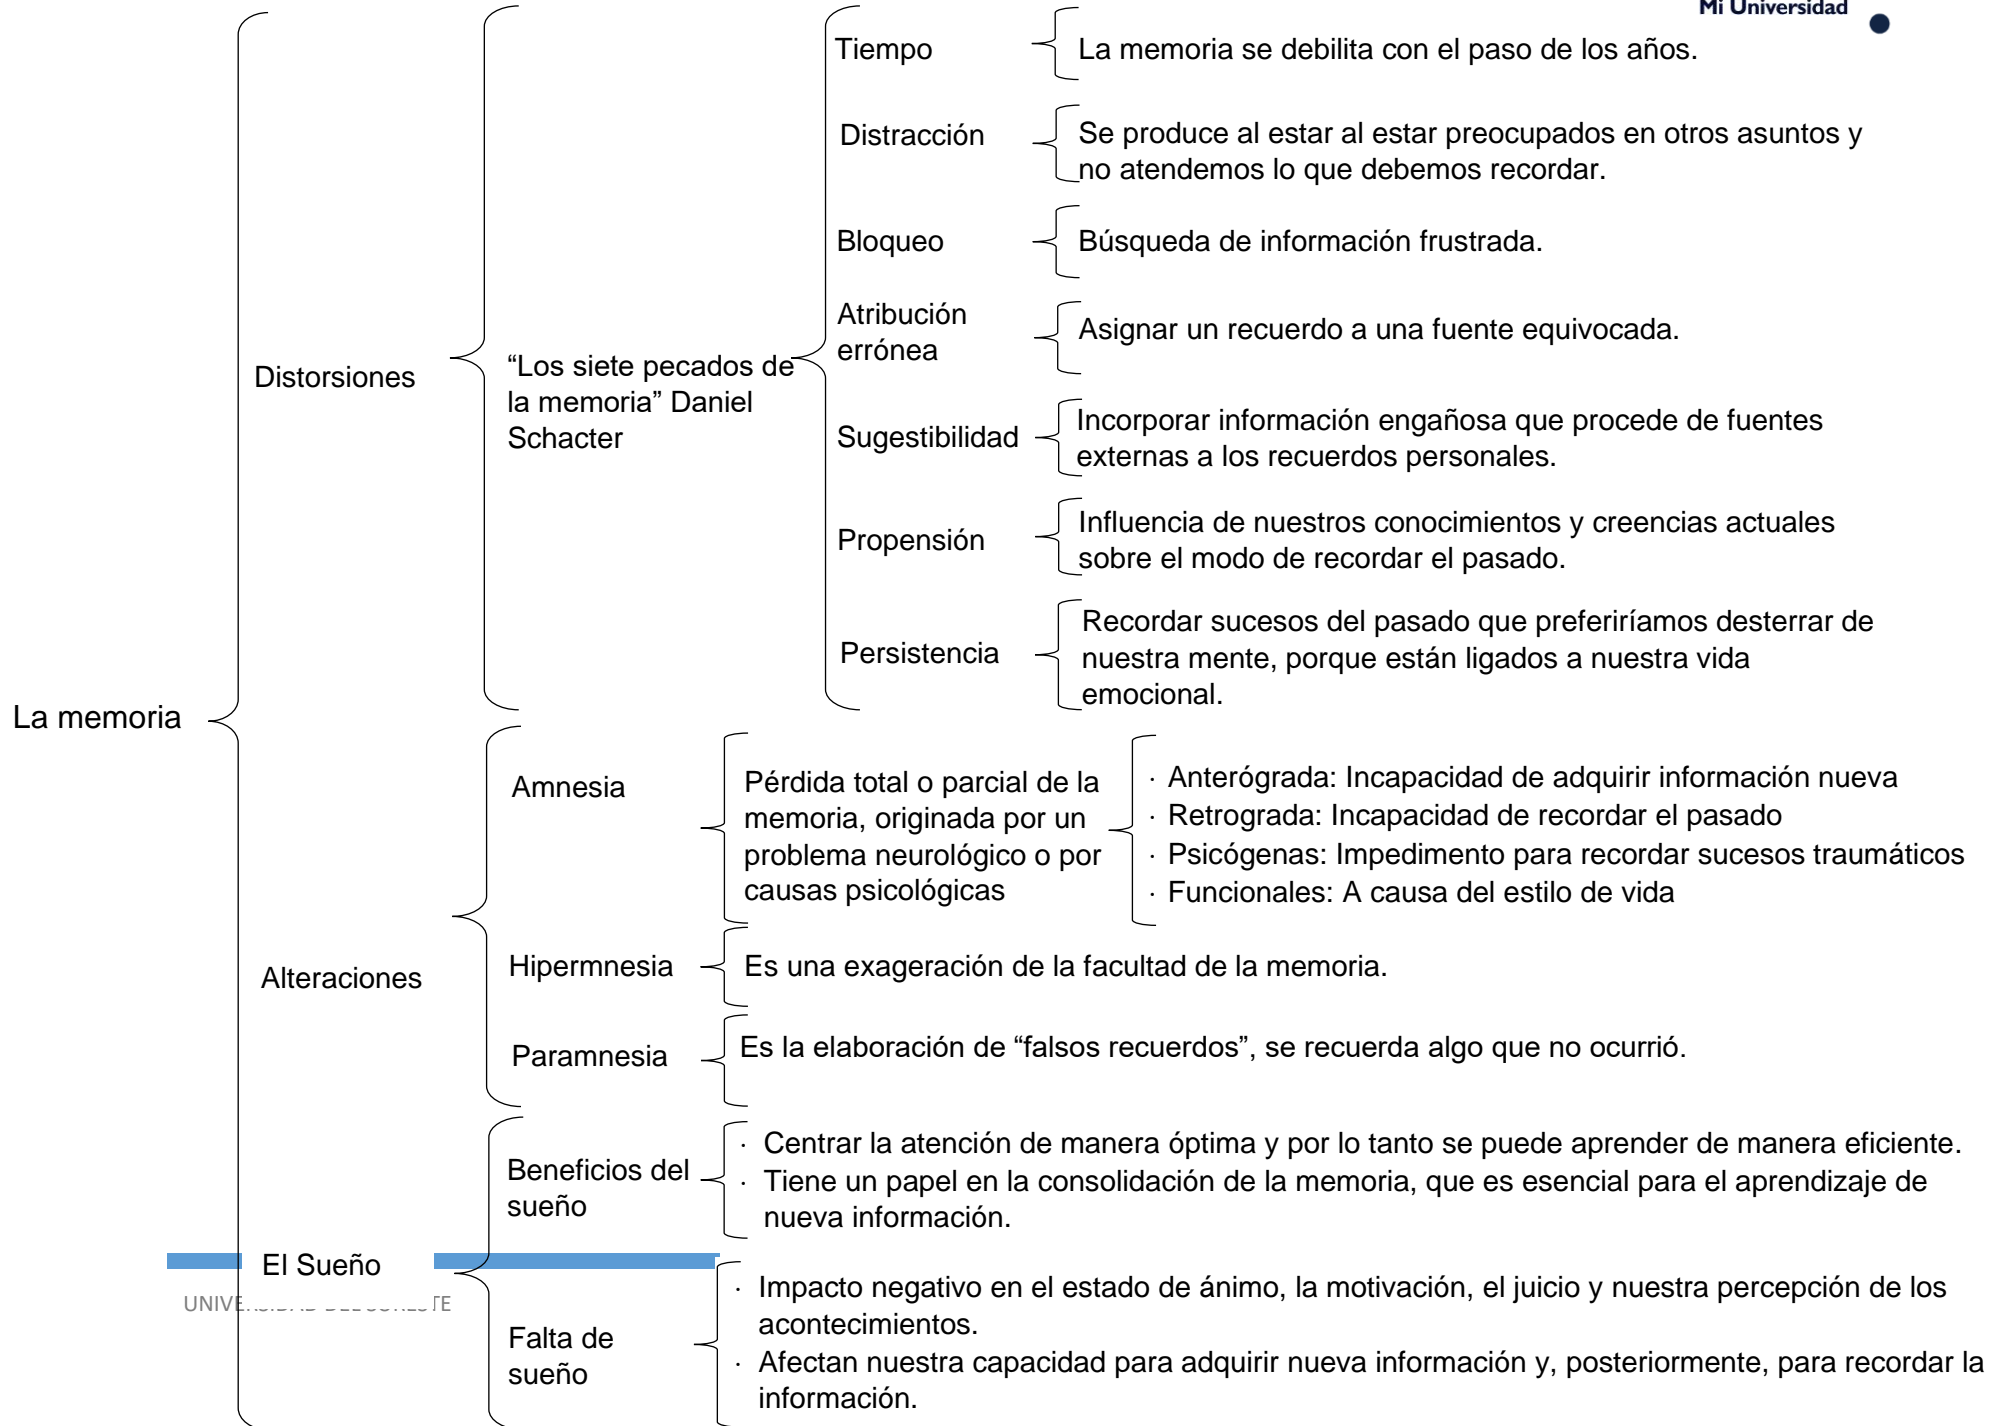 Mi Universidad
Tiempo
La memoria se debilita con el paso de los años.
Distracción
Se produce al estar al estar preocupados en otros asuntos y
no atendemos lo que debemos recordar.
Bloqueo
Búsqueda de información frustrada.
Atribución
errónea
Asignar un recuerdo a una fuente equivocada.
Distorsiones
“Los siete pecados de
la memoria” Daniel
Schacter
Sugestibilidad
Incorporar información engañosa que procede de fuentes
externas a los recuerdos personales.
Propensión
Influencia de nuestros conocimientos y creencias actuales
sobre el modo de recordar el pasado.
Persistencia
Recordar sucesos del pasado que preferiríamos desterrar de
nuestra mente, porque están ligados a nuestra vida
emocional.
La memoria
Alteraciones
Amnesia
Pérdida total o parcial de la
memoria, originada por un
problema neurológico o por
causas psicológicas
· Anterógrada: Incapacidad de adquirir información nueva
· Retrograda: Incapacidad de recordar el pasado
· Psicógenas: Impedimento para recordar sucesos traumáticos
· Funcionales: A causa del estilo de vida
Hipermnesia
Es una exageración de la facultad de la memoria.
Paramnesia
Es la elaboración de “falsos recuerdos”, se recuerda algo que no ocurrió.
El Sueño
Beneficios del
sueño
· Centrar la atención de manera óptima y por lo tanto se puede aprender de manera eficiente.
· Tiene un papel en la consolidación de la memoria, que es esencial para el aprendizaje de
nueva información.
Falta de
sueño
· Impacto negativo en el estado de ánimo, la motivación, el juicio y nuestra percepción de los
acontecimientos.
· Afectan nuestra capacidad para adquirir nueva información y, posteriormente, para recordar la
información.